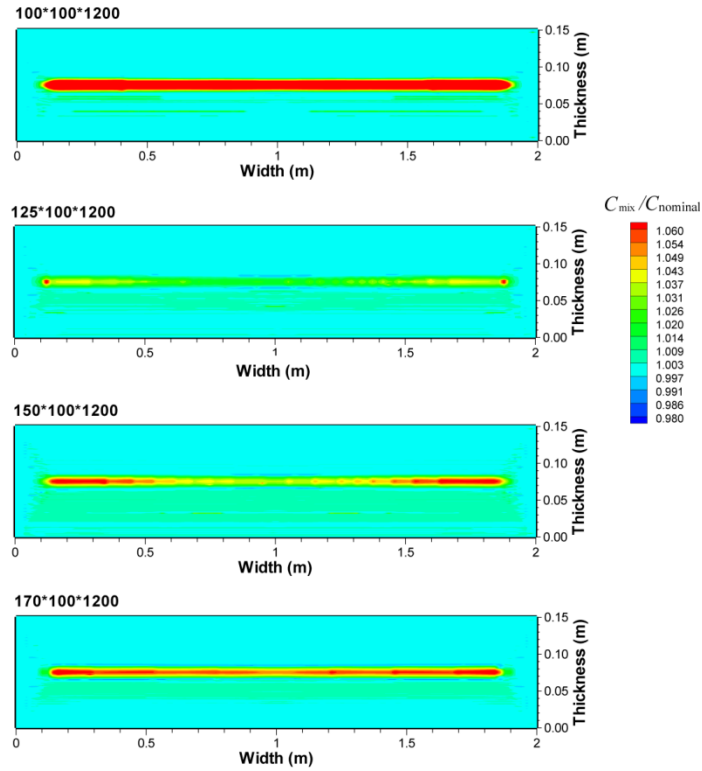 100*100*1200
0.15
0.10
0.05
0.00
Thickness (m)
0 0.5 1 1.5 2
Width (m)
125*100*1200
0.15
0.10
0.05
0.00
Thickness (m)
0 0.5 1 1.5 2
Width (m)
150*100*1200
0.15
0.10
0.05
0.00
Thickness (m)
0 0.5 1 1.5 2
Width (m)
170*100*1200
0.15
0.10
0.05
0.00
Thickness (m)
0 0.5 1 1.5 2
Width (m)
Cmix/Cnominal
1.060
1.054
1.049
1.043
1.037
1.031
1.026
1.020
1.014
1.009
1.003
0.997
0.991
0.986
0.980